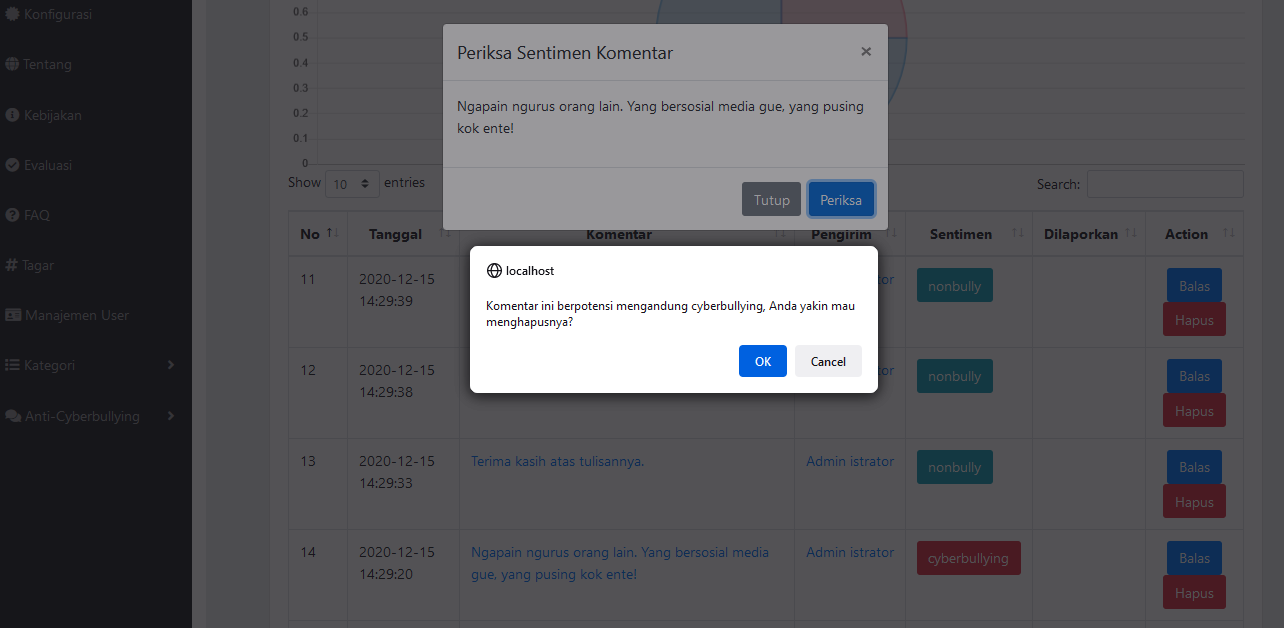 Konfigurasi
Tentang
Kebijakan
Evaluasi
FAQ
Tagar
Manajemen User
Kategori
Anti-Cyberbullying
0.6
0.5
0.4
0.3
0.2
0.1
0
Periksa Sentimen Komentar ×
Ngapain ngurus orang lain. Yang bersosial media gue, yang pusing
kok ente!
Tutup Periksa
Show 10 entries Search:
No Tanggal Komentar Pengirim Sentimen Dilaporkan Action
localhost
Komentar ini berpotensi mengandung cyberbullying, Anda yakin mau
menghapusnya?
OK Cancel
11 2020-12-15 nonbully Balas
14:29:39 Hapus
12 2020-12-15 nonbully Balas
14:29:38 Hapus
13 2020-12-15 Terima kasih atas tulisannya. Admin istrator nonbully Balas
14:29:33 Hapus
14 2020-12-15 Ngapain ngurus orang lain. Yang bersosial media Admin istrator cyberbullying Balas
14:29:20 gue, yang pusing kok ente! Hapus